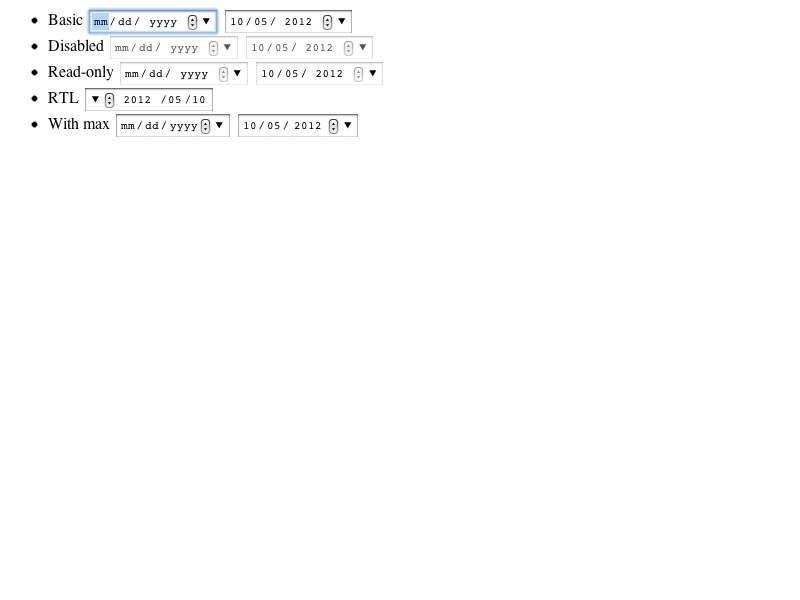 Basic mm/dd/ yyyy 10/05/ 2012
Disabled mm/dd/ yyyy 10/05/ 2012
Read-only mm/dd/ yyyy 10/05/ 2012
RTL 2012 /05/10
With max mm/dd/yyyy 10/05/ 2012